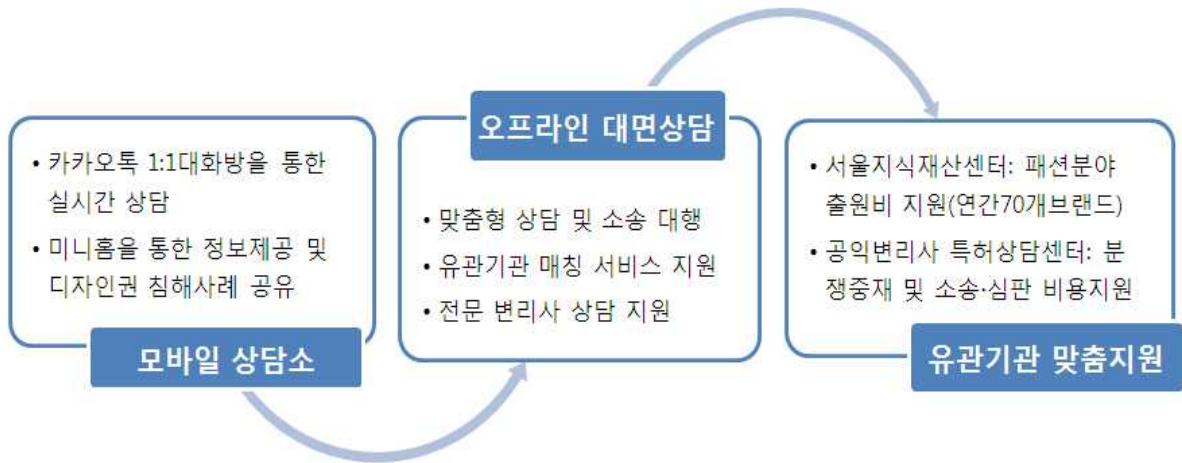 • 카카오톡 1:1대화방을 통한
실시간 상담
• 미니홈을 통한 정보제공 및
디자인권 침해사례 공유
모바일 상담소
오프라인 대면상담
• 맞춤형 상담 및 소송 대행
• 유관기관 매칭 서비스 지원
• 전문 변리사 상담 지원
• 서울지식재산센터: 패션분야
출원비 지원(연간70개브랜드)
• 공익변리사 특허상담센터: 분
쟁중재 및 소송·심판 비용지원
유관기관 맞춤지원